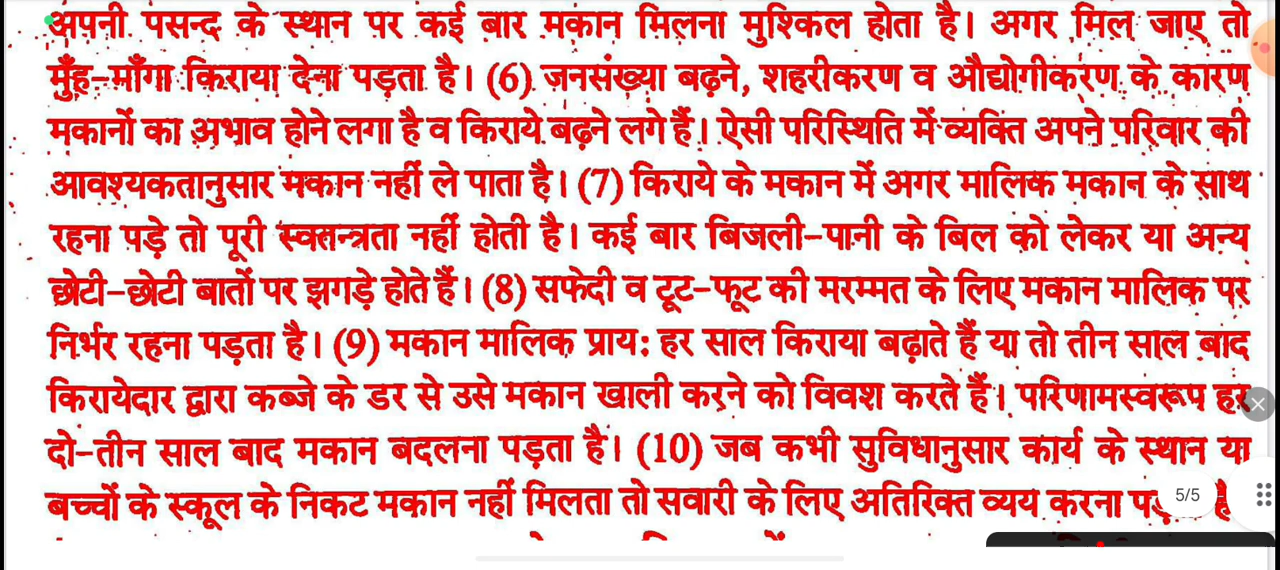 अपनी पसन्द के स्थान पर कई बार मकान मिलना मुश्किल होता है। अगर मिल जाए तो
मुँह-माँगा किराया देना पड़ता है। (6) जनसंख्या बढ़ने, शहरीकरण व औद्योगीकरण के कारण
मकानों का अभाव होने लगा है व किराये बढ़ने लगे हैं। ऐसी परिस्थिति में व्यक्ति अपने परिवार की
आवश्यकतानुसार मकान नहीं ले पाता है। (7) किराये के मकान में अगर मालिक मकान के साथ
रहना पड़े तो पूरी स्वतन्त्रता नहीं होती है। कई बार बिजली-पानी के बिल को लेकर या अन्य
छोटी-छोटी बातों पर झगड़े होते हैं। (8) सफेदी व टूट-फूट की मरम्मत के लिए मकान मालिक पर
निर्भर रहना पड़ता है। (9) मकान मालिक प्राय: हर साल किराया बढ़ाते हैं या तो तीन साल बाद
किरायेदार द्वारा कब्जे के डर से उसे मकान खाली करने को विवश करते हैं। परिणामस्वरूप हर
दो-तीन साल बाद मकान बदलना पड़ता है। (10) जब कभी सुविधानुसार कार्य के स्थान या
बच्चों के स्कूल के निकट मकान नहीं मिलता तो सवारी के लिए अतिरिक्त व्यय करना है
5/5